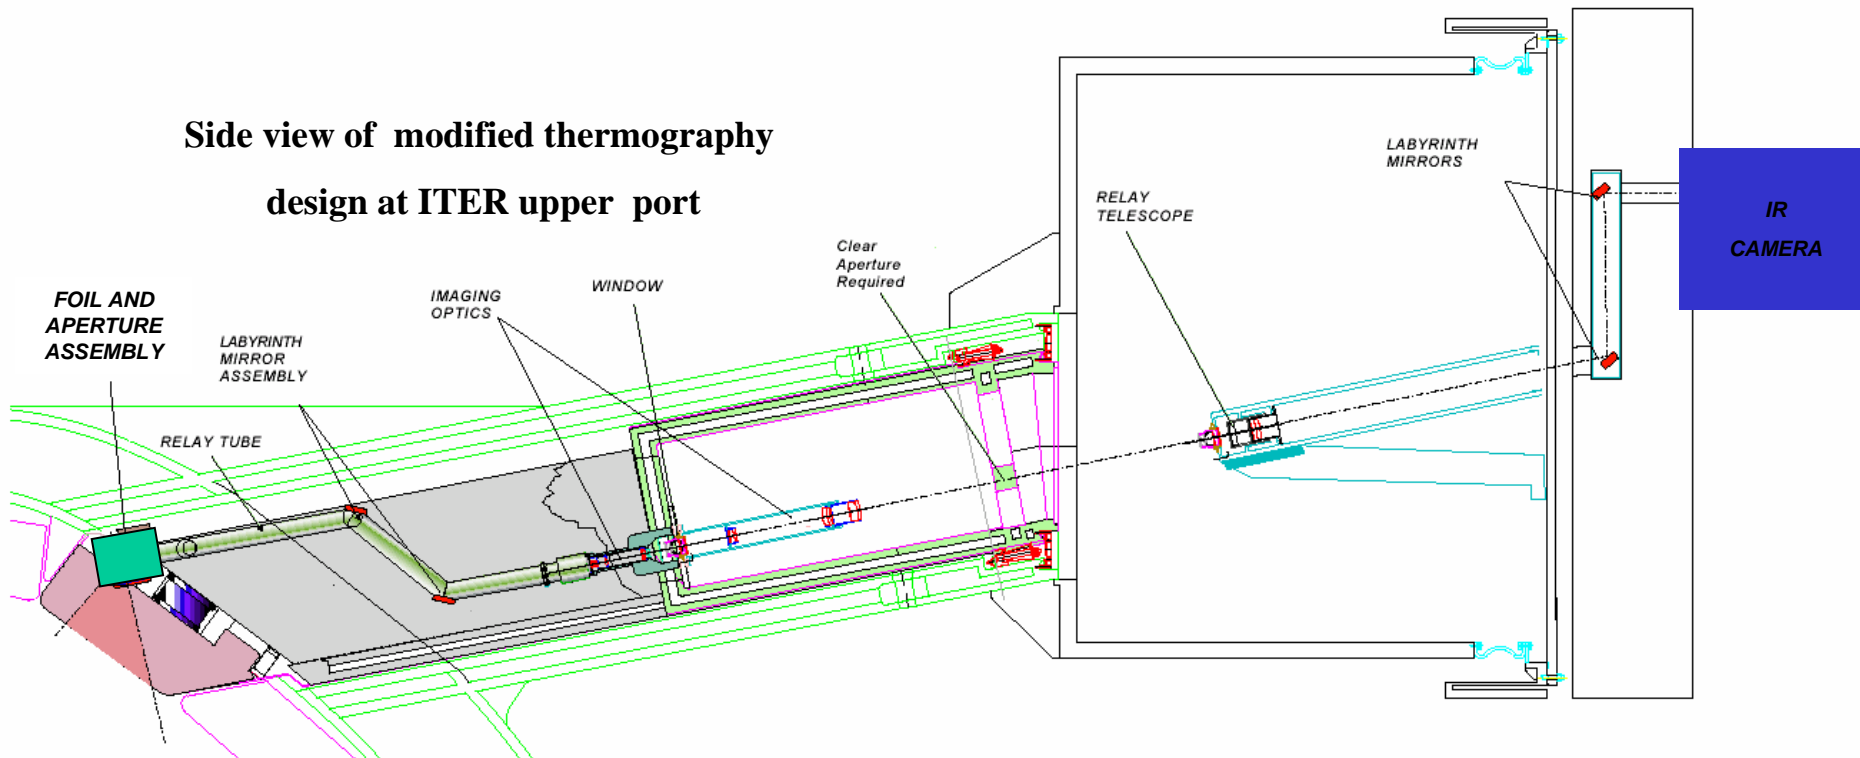 Side view of modified thermography
design at ITER upper port
LABYRINTH
MIRRORS
RELAY
TELESCOPE
IR
CAMERA
Clear
Aperture
Required
WINDOW
IMAGING
OPTICS
FOIL AND
APERTURE
ASSEMBLY
LABYRINTH
MIRROR
ASSEMBLY
RELAY TUBE